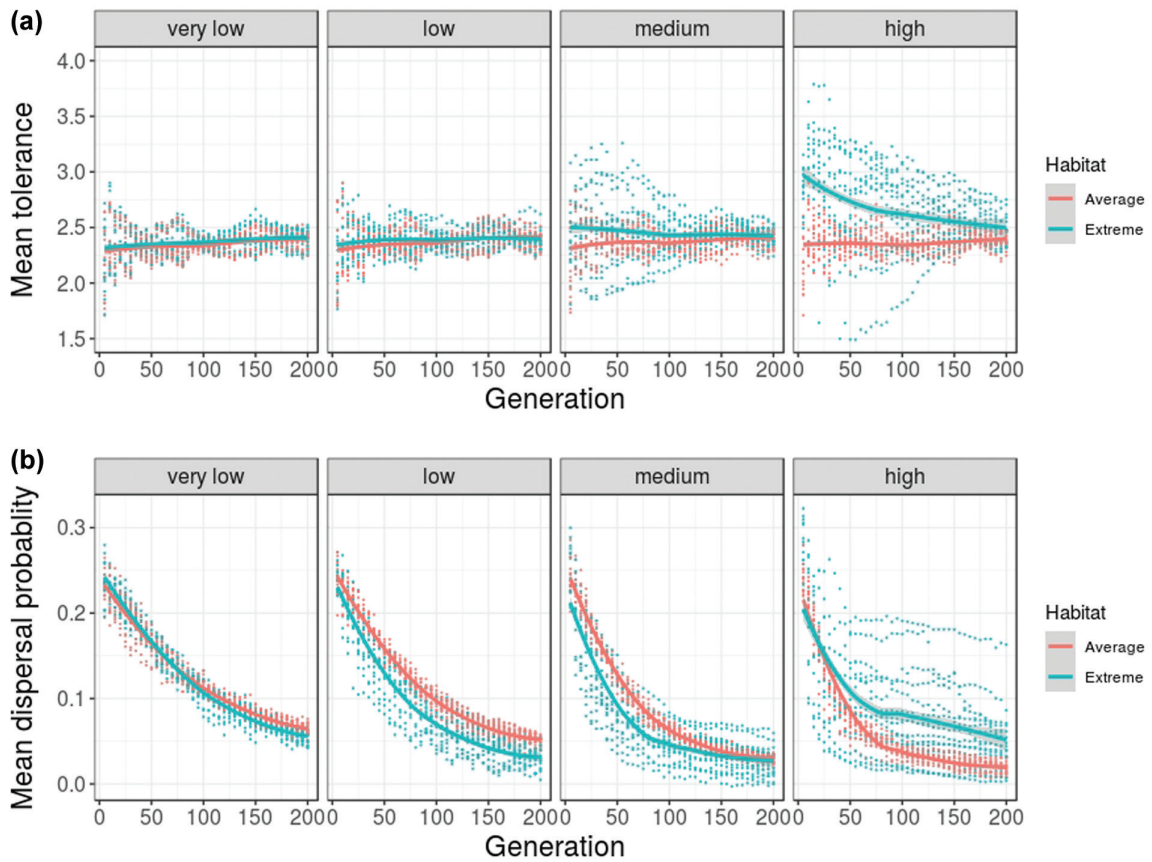 (a)
very low low medium high
Mean tolerance
4.0
3.5
3.0
2.5
2.0
1.5
0 50 100 150 200 0 50 100 150 200 0 50 100 150 200 0 50 100 150 200
Generation
Habitat
Average
Extreme
(b)
very low low medium high
Mean dispersal probablity
0.3
0.2
0.1
0.0
0 50 100 150 200 0 50 100 150 200 0 50 100 150 200 0 50 100 150 200
Generation
Habitat
Average
Extreme